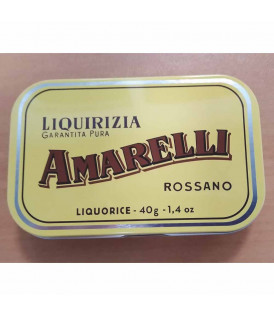 LIQUIRIZIA
GARANTITA PURA
AMARELLI
ROSSANO
LIQUORICE - 40g - 1,4 oz